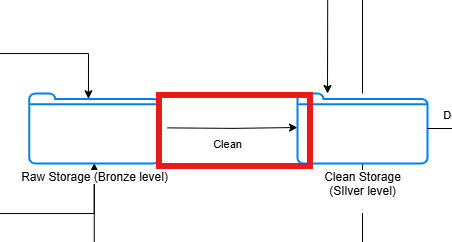 D
Clean
Raw Storage (Bronze level)
Clean Storage
(SIlver level)